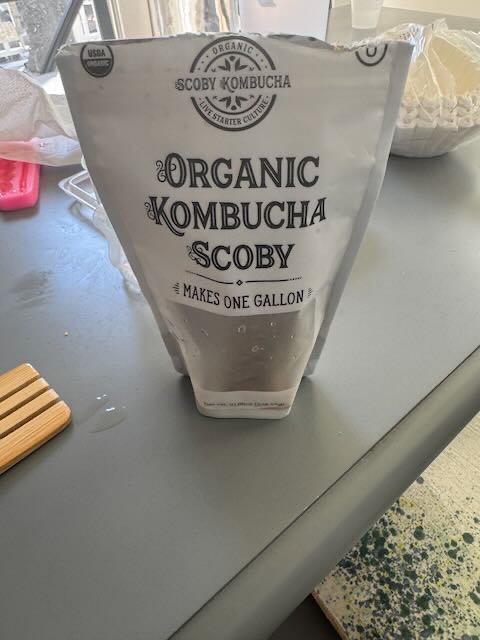 USDA
ORGANIC
U
ORGANIC
SCOBY KOMBUCHA
LIVE STARTER CULTURE
ORGANIC
KOMBUCHA
SCOBY
MAKES ONE GALLON